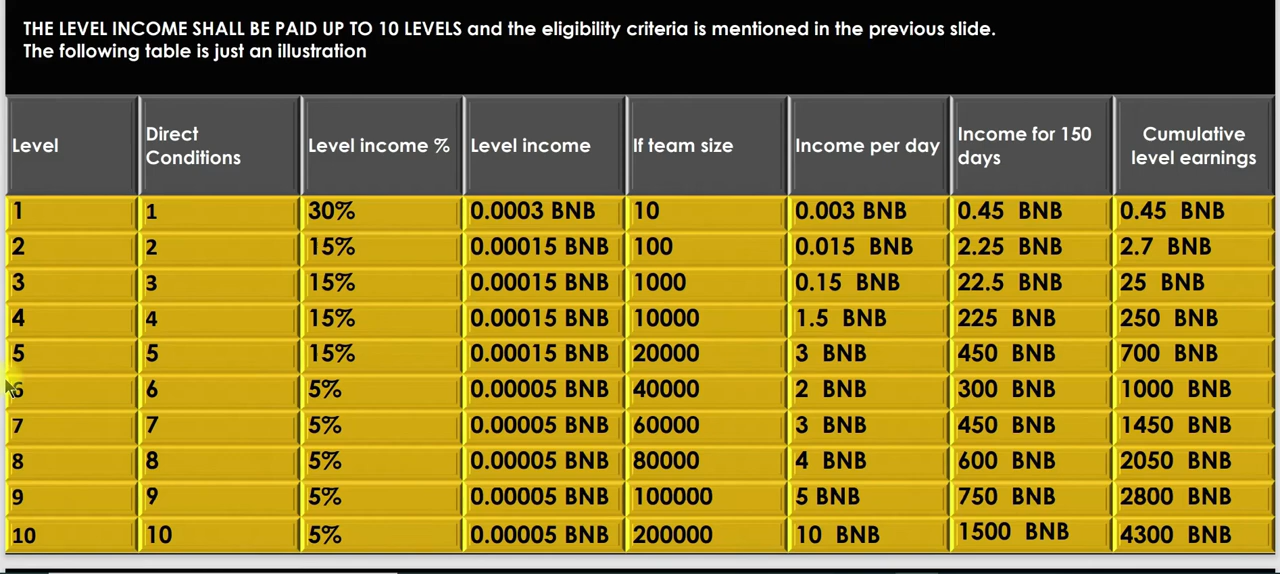 THE LEVEL INCOME SHALL BE PAID UP TO 10 LEVELS and the eligibility criteria is mentioned in the previous slide.
The following table is just an illustration
Level Direct Conditions Level income % Level income If team size Income per day Income for 150 days Cumulative level earnings
1 1 30% 0.0003 BNB 10 0.003 BNB 0.45 BNB 0.45 BNB
2 2 15% 0.00015 BNB 100 0.015 BNB 2.25 BNB 2.7 BNB
3 3 15% 0.00015 BNB 1000 0.15 BNB 22.5 BNB 25 BNB
4 4 15% 0.00015 BNB 10000 1.5 BNB 225 BNB 250 BNB
5 5 15% 0.00015 BNB 20000 3 BNB 450 BNB 700 BNB
6 6 5% 0.00005 BNB 40000 2 BNB 300 BNB 1000 BNB
7 7 5% 0.00005 BNB 60000 3 BNB 450 BNB 1450 BNB
8 8 5% 0.00005 BNB 80000 4 BNB 600 BNB 2050 BNB
9 9 5% 0.00005 BNB 100000 5 BNB 750 BNB 2800 BNB
10 10 5% 0.00005 BNB 200000 10 BNB 1500 BNB 4300 BNB